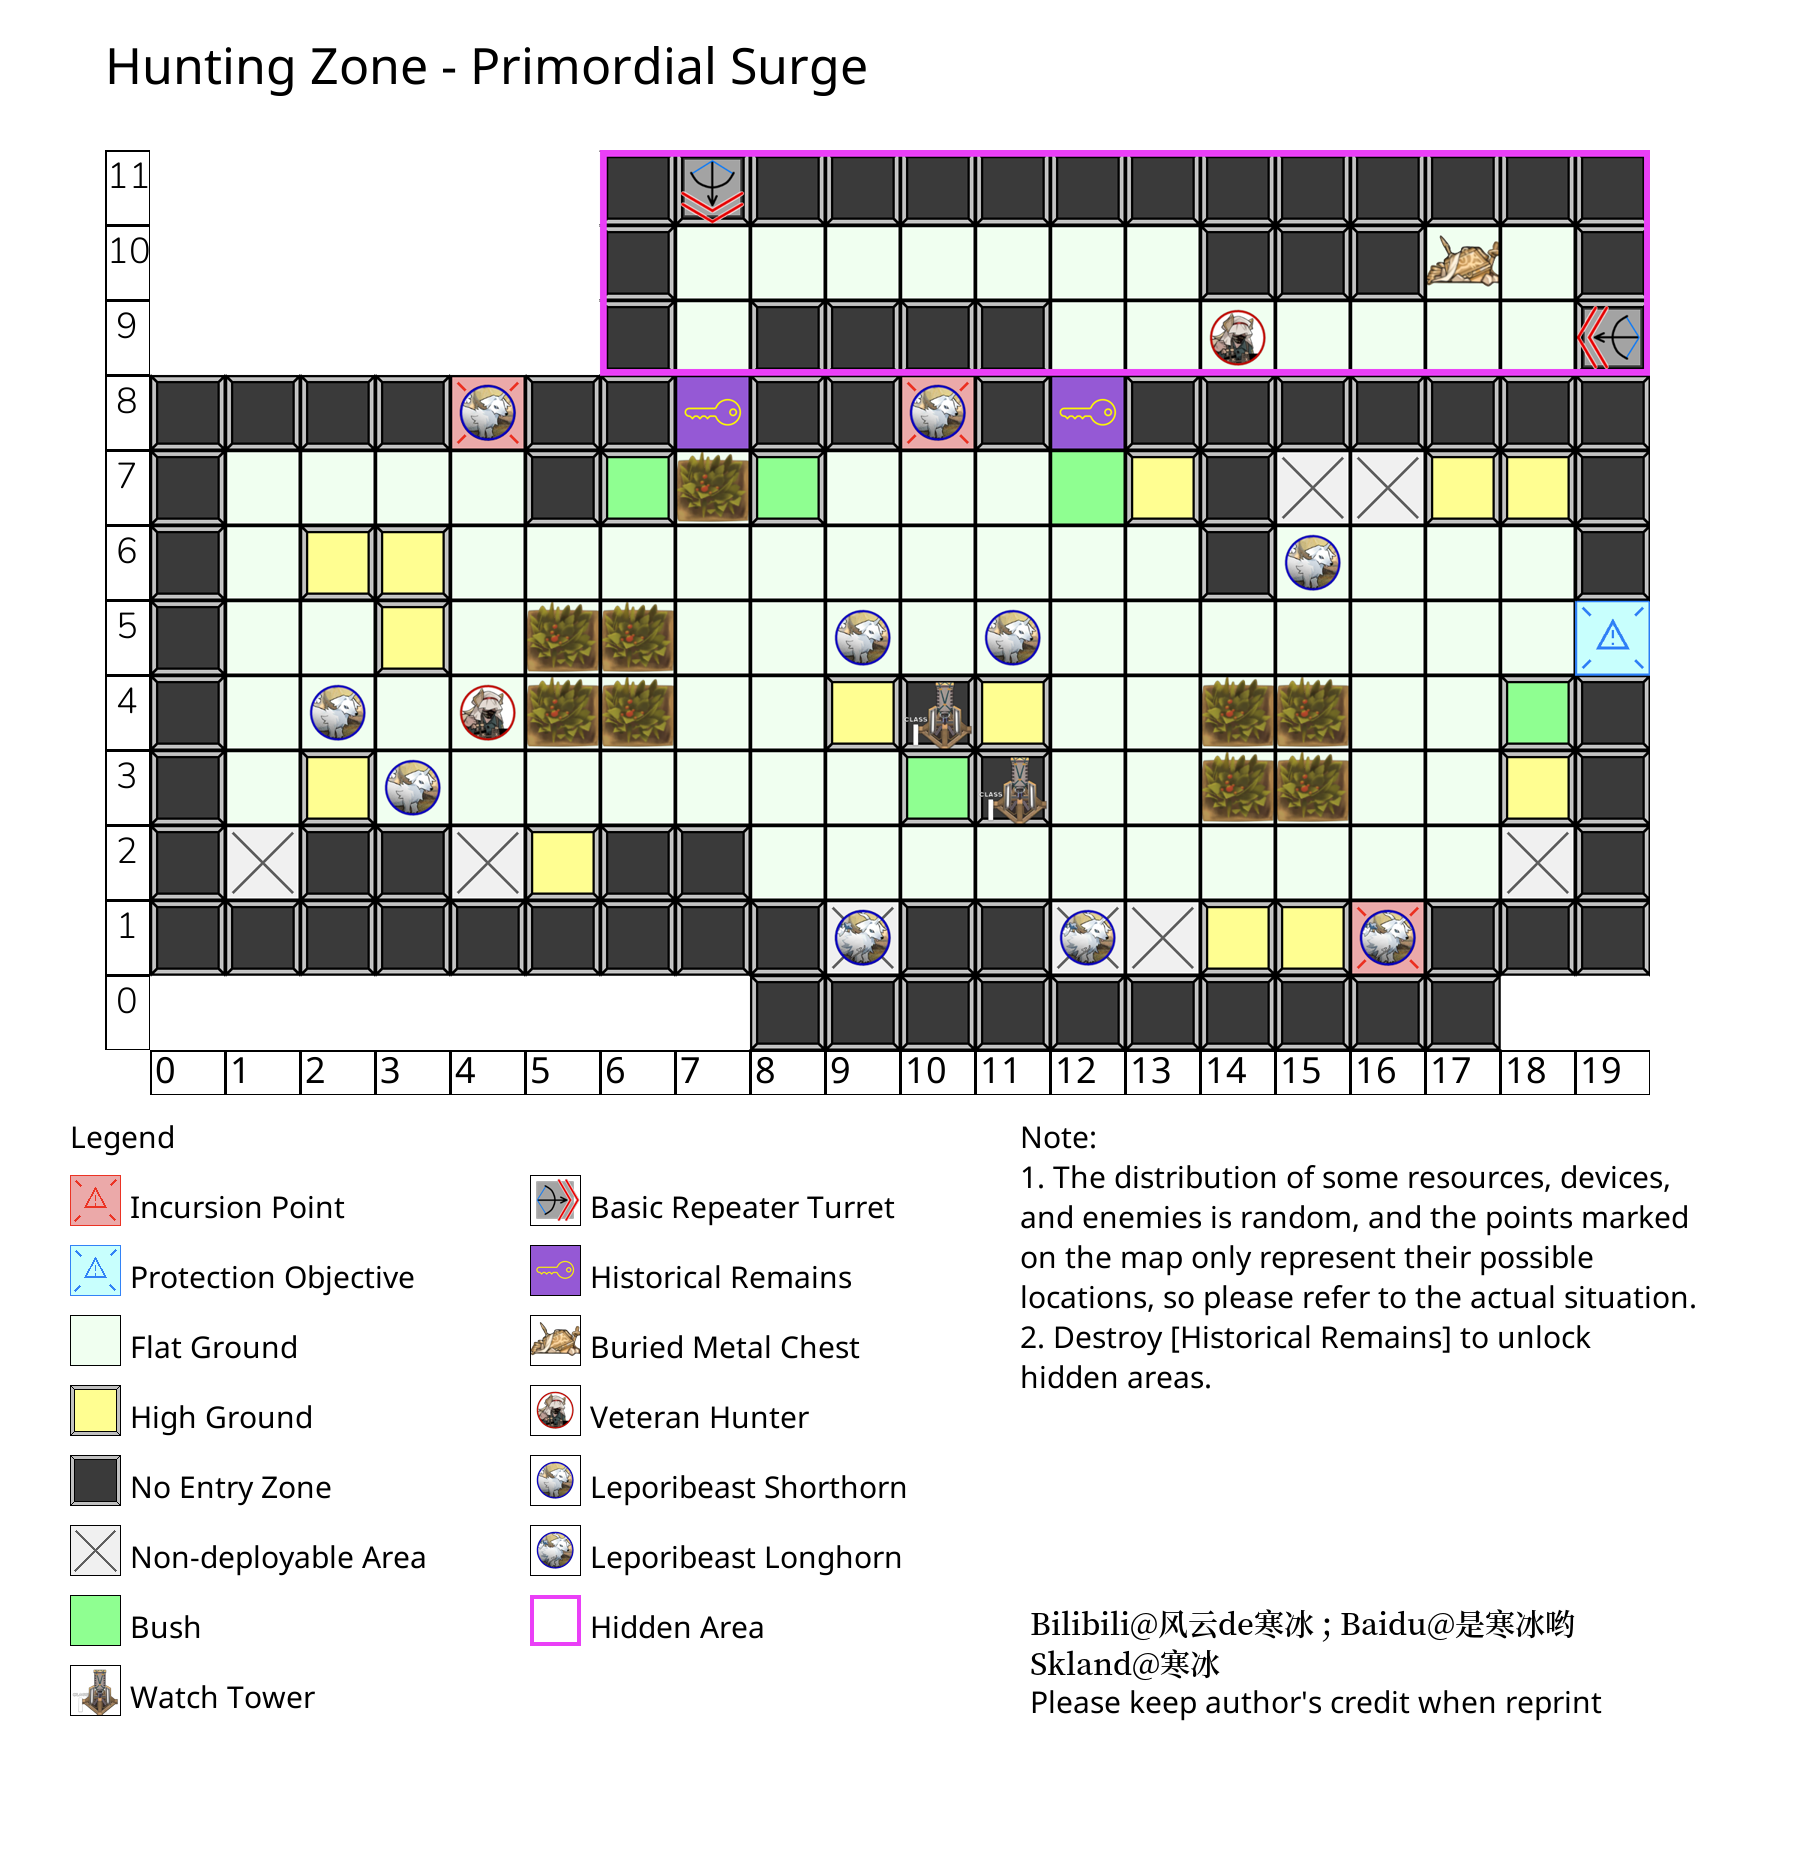 Hunting Zone - Primordial Surge
11
10
9
8
7
6
5
4
CLASS
I
3
CLASS
I
2
1
0
0 1 2 3 4 5 6 7 8 9 10 11 12 13 14 15 16 17 18 19
Legend
Incursion Point
Protection Objective
Flat Ground
High Ground
No Entry Zone
Non-deployable Area
Bush
Watch Tower
Basic Repeater Turret
Historical Remains
Buried Metal Chest
Veteran Hunter
Leporibeast Shorthorn
Leporibeast Longhorn
Hidden Area
Note:
1. The distribution of some resources, devices,
and enemies is random, and the points marked
on the map only represent their possible
locations, so please refer to the actual situation.
2. Destroy [Historical Remains] to unlock
hidden areas.
Bilibili@风云de寒冰 ; Baidu@是寒冰哟
Skland@寒冰
Please keep author's credit when reprint